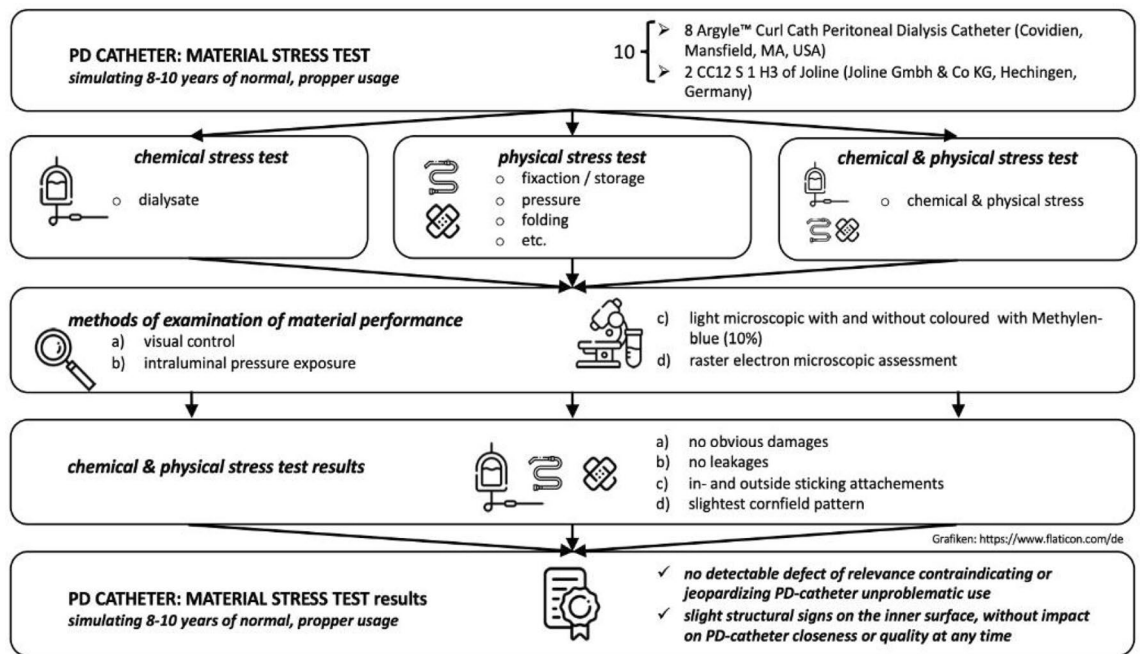 PD CATHETER: MATERIAL STRESS TEST
simulating 8-10 years of normal, propper usage
10
➢ 8 Argyle™ Curl Cath Peritoneal Dialysis Catheter (Covidien,
Mansfield, MA, USA)
➢ 2 CC12 S 1 H3 of Joline (Joline Gmbh & Co KG, Hechingen,
Germany)
chemical stress test
o dialysate
physical stress test
o fixaction / storage
o pressure
o folding
o etc.
chemical & physical stress test
o chemical & physical stress
methods of examination of material performance
a) visual control
b) intraluminal pressure exposure
c) light microscopic with and without coloured with Methylen-
blue (10%)
d) raster electron microscopic assessment
chemical & physical stress test results
a) no obvious damages
b) no leakages
c) in- and outside sticking attachements
d) slightest cornfield pattern
Grafiken: https://www.flaticon.com/de
PD CATHETER: MATERIAL STRESS TEST results
simulating 8-10 years of normal, propper usage
✓ no detectable defect of relevance contraindicating or
jeopardizing PD-catheter unproblematic use
✓ slight structural signs on the inner surface, without impact
on PD-catheter closeness or quality at any time